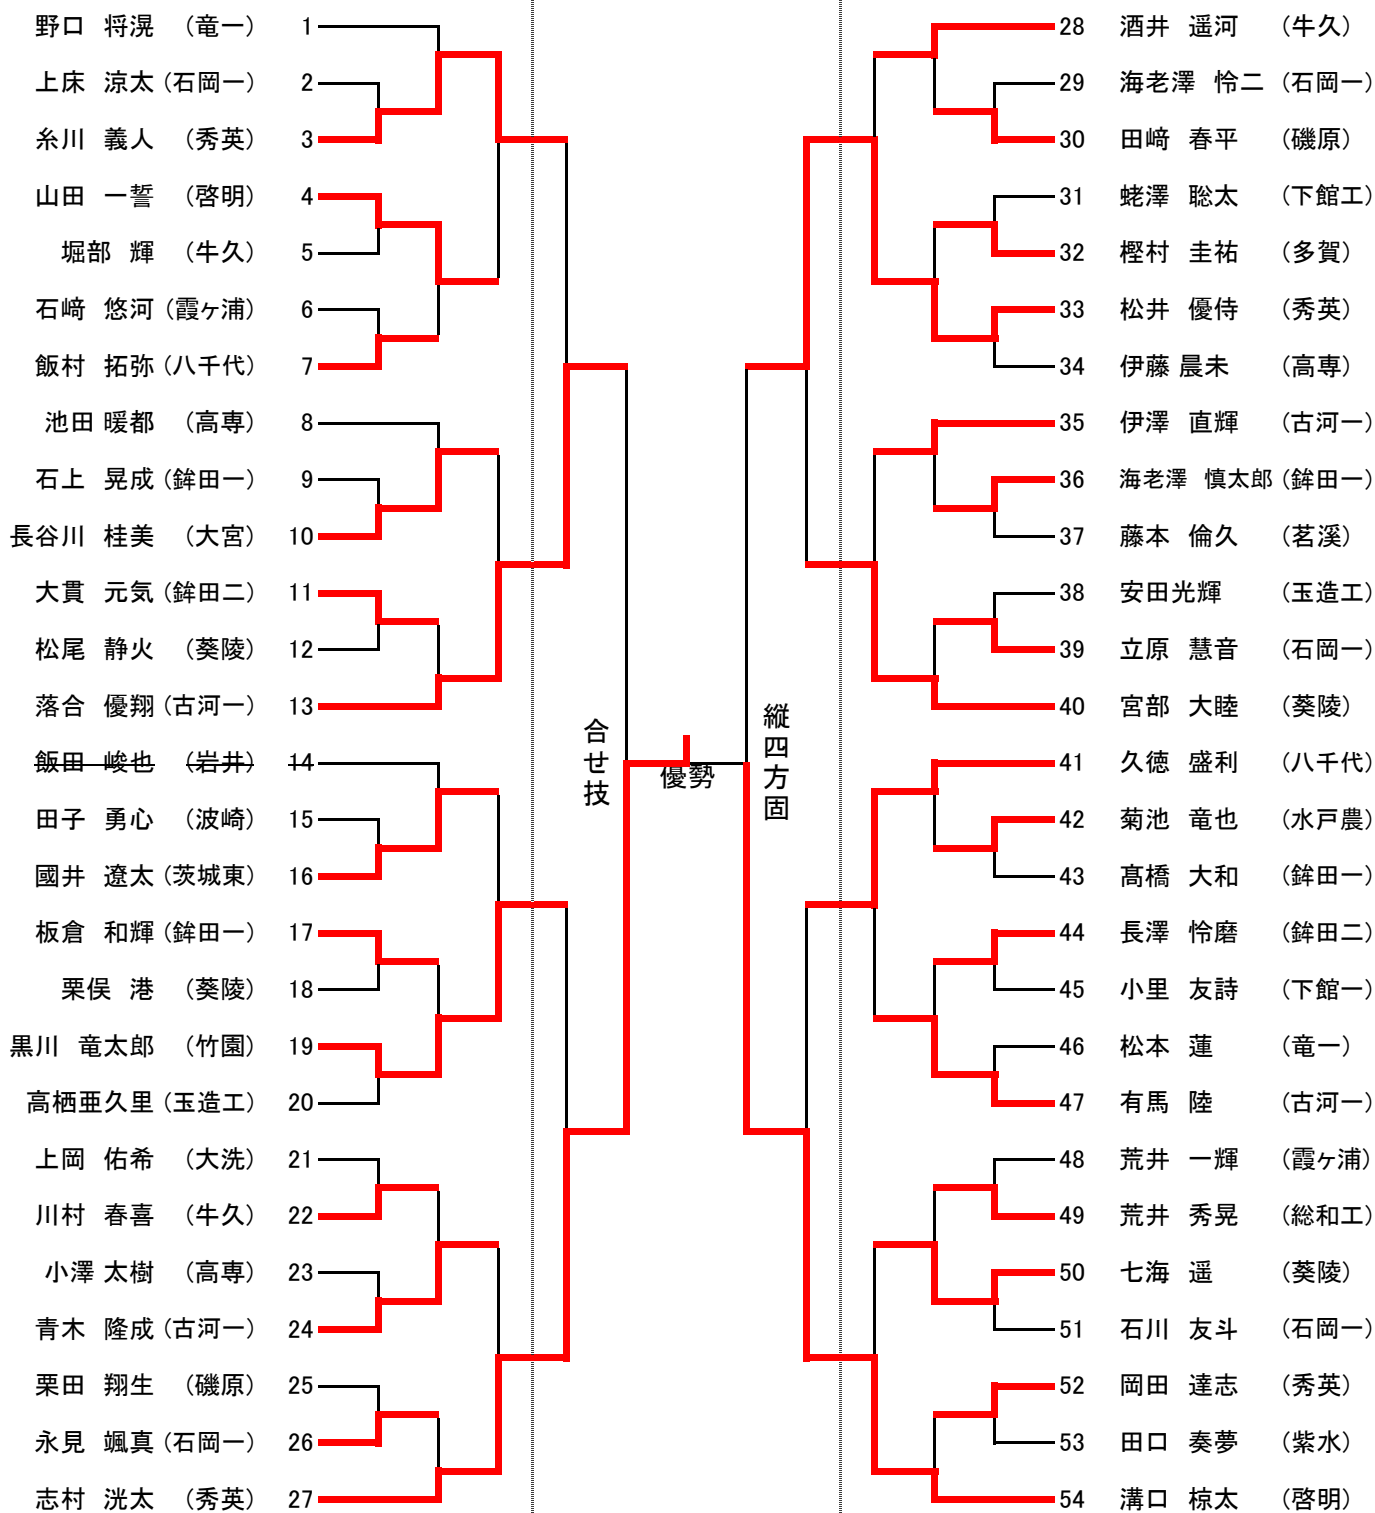 野口 将滉 (竜一) 1
上床 涼太 (石岡一) 2
糸川 義人 (秀英) 3
山田 一誓 (啓明) 4
堀部 輝 (牛久) 5
石﨑 悠河 (霞ヶ浦) 6
飯村 拓弥 (八千代) 7
池田 暖都 (高専) 8
石上 晃成 (鉾田一) 9
長谷川 桂美 (大宮) 10
大貫 元気 (鉾田二) 11
松尾 静火 (葵陵) 12
落合 優翔 (古河一) 13
飯田 峻也 (岩井) 14
田子 勇心 (波崎) 15
國井 遼太 (茨城東) 16
板倉 和輝 (鉾田一) 17
栗俣 港 (葵陵) 18
黒川 竜太郎 (竹園) 19
高栖亜久里 (玉造工) 20
上岡 佑希 (大洗) 21
川村 春喜 (牛久) 22
小澤 太樹 (高専) 23
青木 隆成 (古河一) 24
栗田 翔生 (磯原) 25
永見 颯真 (石岡一) 26
志村 洸太 (秀英) 27
合せ技
優勢
縦四方固
28 酒井 遥河 (牛久)
29 海老澤 怜二 (石岡一)
30 田﨑 春平 (磯原)
31 蛯澤 聡太 (下館工)
32 樫村 圭祐 (多賀)
33 松井 優侍 (秀英)
34 伊藤 晨未 (高専)
35 伊澤 直輝 (古河一)
36 海老澤 慎太郎 (鉾田一)
37 藤本 倫久 (茗溪)
38 安田光輝 (玉造工)
39 立原 慧音 (石岡一)
40 宮部 大睦 (葵陵)
41 久徳 盛利 (八千代)
42 菊池 竜也 (水戸農)
43 髙橋 大和 (鉾田一)
44 長澤 怜磨 (鉾田二)
45 小里 友詩 (下館一)
46 松本 蓮 (竜一)
47 有馬 陸 (古河一)
48 荒井 一輝 (霞ヶ浦)
49 荒井 秀晃 (総和工)
50 七海 遥 (葵陵)
51 石川 友斗 (石岡一)
52 岡田 達志 (秀英)
53 田口 奏夢 (紫水)
54 溝口 椋太 (啓明)